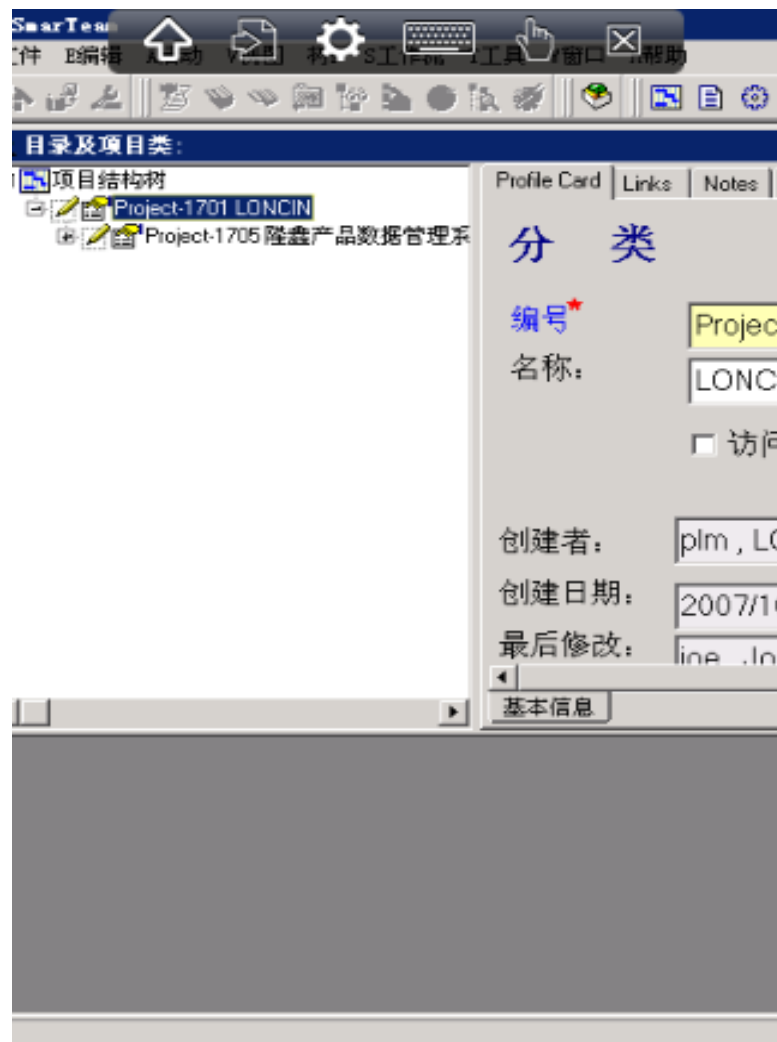 SmarTeam
E编辑
目录及项目类:
项目结构树
Project-1701 LONCIN
Project-1705 隆鑫产品数据管理系
Profile Card Links Notes
分 类
编号*
Projec
名称:
LONC
访问
创建者:
plm , LO
创建日期:
2007/1
最后修改:
基本信息